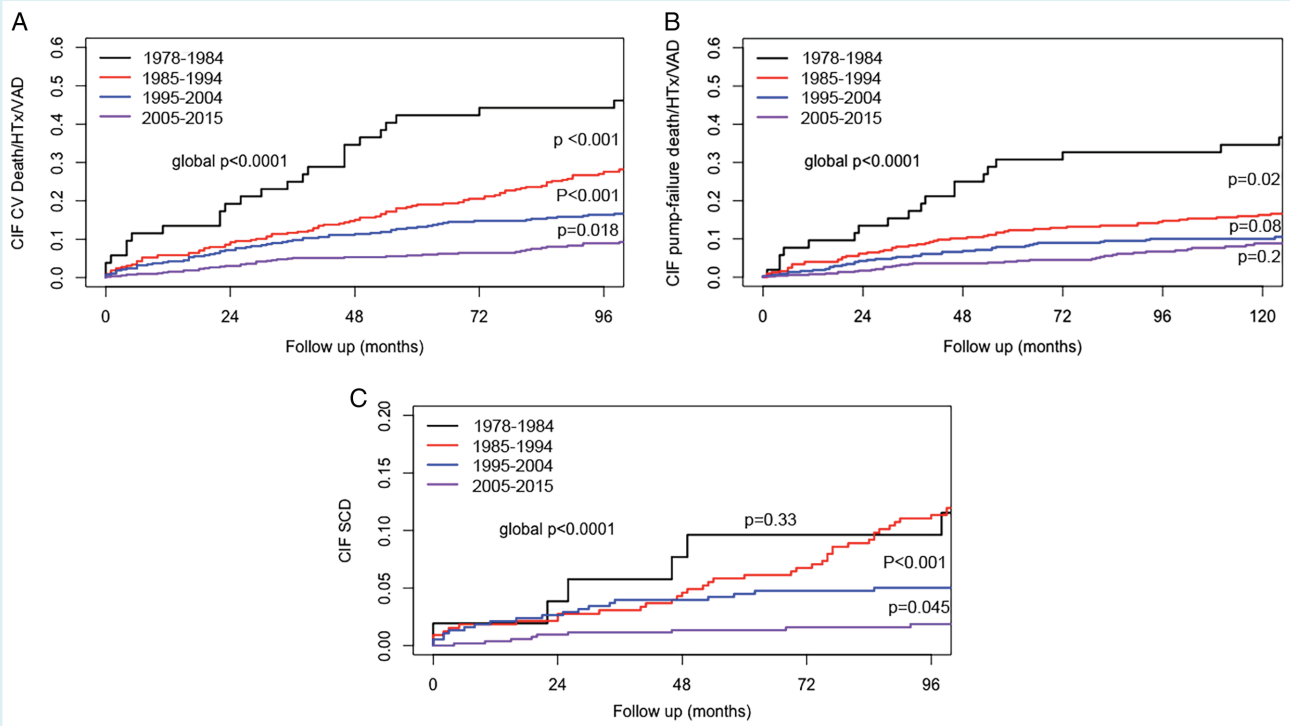 A
CIF CV Death/HTx/VAD
0.6
0.5
0.4
0.3
0.2
0.1
0.0
1978-1984
1985-1994
1995-2004
2005-2015
global p<0.0001
p <0.001
P<0.001
p=0.018
0 24 48 72 96
Follow up (months)
B
CIF pump-failure death/HTx/VAD
0.6
0.5
0.4
0.3
0.2
0.1
0.0
1978-1984
1985-1994
1995-2004
2005-2015
global p<0.0001
p=0.02
p=0.08
p=0.2
0 24 48 72 96 120
Follow up (months)
C
CIF SCD
0.20
0.15
0.10
0.05
0.00
1978-1984
1985-1994
1995-2004
2005-2015
global p<0.0001
p=0.33
P<0.001
p=0.045
0 24 48 72 96
Follow up (months)